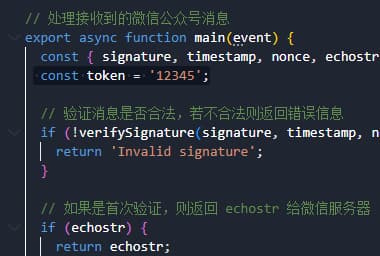 // 处理接收到的微信公众号消息
export async function main(event) {
const { signature, timestamp, nonce, echostr
const token = '12345';
// 验证消息是否合法，若不合法则返回错误信息
if (!verifySignature(signature, timestamp, n
return 'Invalid signature';
}
// 如果是首次验证，则返回 echostr 给微信服务器
if (echostr) {
return echostr;